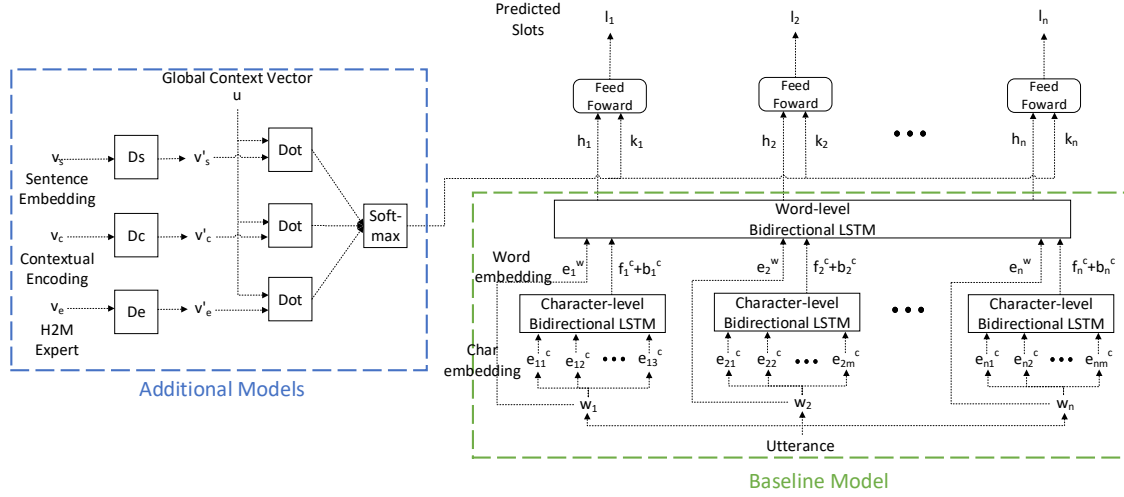 Predicted
Slots
l₁
l₂
lₙ
Feed
Foward
Feed
Foward
Feed
Foward
h₁
k₁
h₂
k₂
•••
hₙ
kₙ
Global Context Vector
u
vₛ
Ds
v'ₛ
Dot
Sentence
Embedding
v_c
Dc
v'_c
Dot
Soft-
max
Contextual
Encoding
vₑ
De
v'ₑ
Dot
H2M
Expert
Additional Models
Word-level
Bidirectional LSTM
Word
embedding
e₁ʷ
f₁ᶜ+b₁ᶜ
e₂ʷ
f₂ᶜ+b₂ᶜ
eₙʷ
fₙᶜ+bₙᶜ
Character-level
Bidirectional LSTM
Character-level
Bidirectional LSTM
•••
Character-level
Bidirectional LSTM
Char
embedding
e₁₁ᶜ
e₁₂ᶜ
•••
e₁₃ᶜ
e₂₁ᶜ
e₂₂ᶜ
•••
e₂ₘᶜ
eₙ₁ᶜ
eₙ₂ᶜ
•••
eₙₘᶜ
w₁
w₂
wₙ
Utterance
Baseline Model